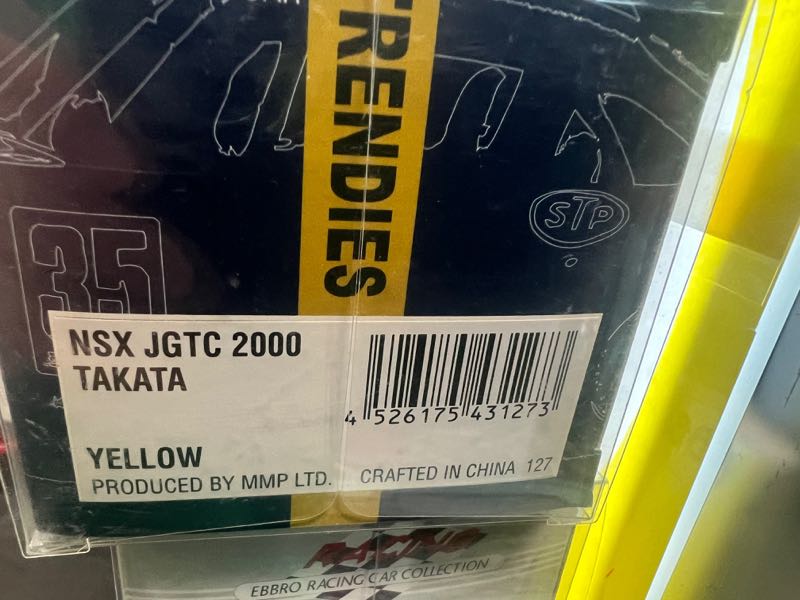 TRENDIES
STP
35
NSX JGTC 2000
TAKATA
4 526175 431273
YELLOW
PRODUCED BY MMP LTD.
CRAFTED IN CHINA 127
RACING
EBBRO RACING CAR COLLECTION